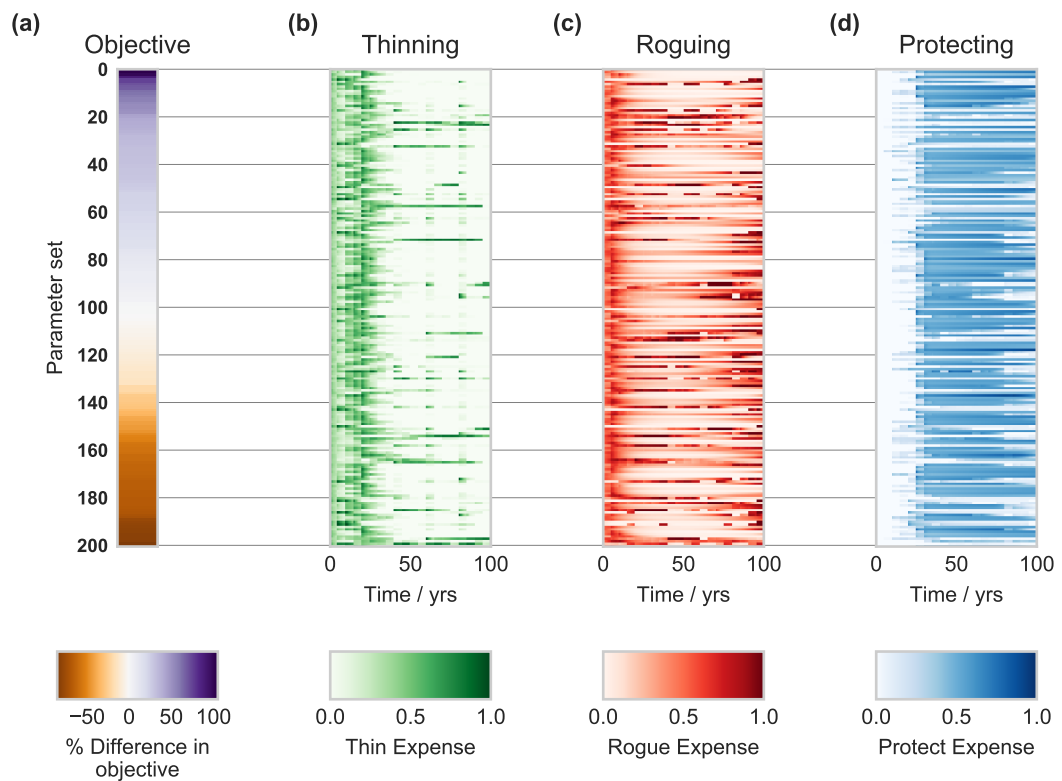 (a)
(b)
(c)
(d)
Objective
Thinning
Roguing
Protecting
Parameter set
0
20
40
60
80
100
120
140
160
180
200
0 50 100
Time / yrs
0 50 100
Time / yrs
0 50 100
Time / yrs
−50 0 50 100
% Difference in
objective
0.0 0.5 1.0
Thin Expense
0.0 0.5 1.0
Rogue Expense
0.0 0.5 1.0
Protect Expense